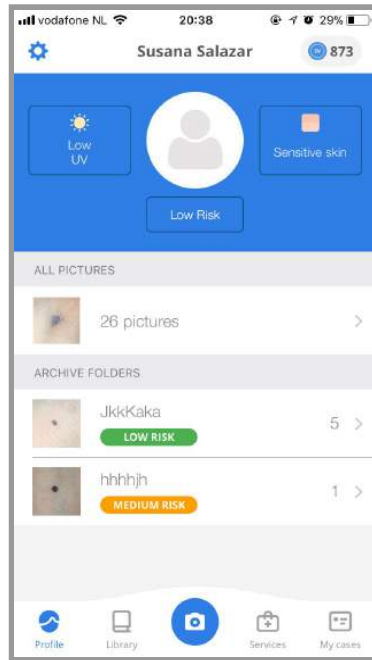 vodafone NL 20:38 29%
Susana Salazar 873
Low
UV
Sensitive skin
Low Risk
ALL PICTURES
26 pictures
ARCHIVE FOLDERS
JkkKaka
LOW RISK
5
hhhhjh
MEDIUM RISK
1
Profile Library Services My cases